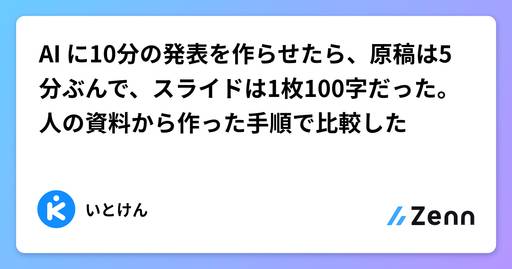 AI に10分の発表を作らせたら、原稿は5
分ぶんで、スライドは1枚100字だった。
人の資料から作った手順で比較した
いとけん
Zenn